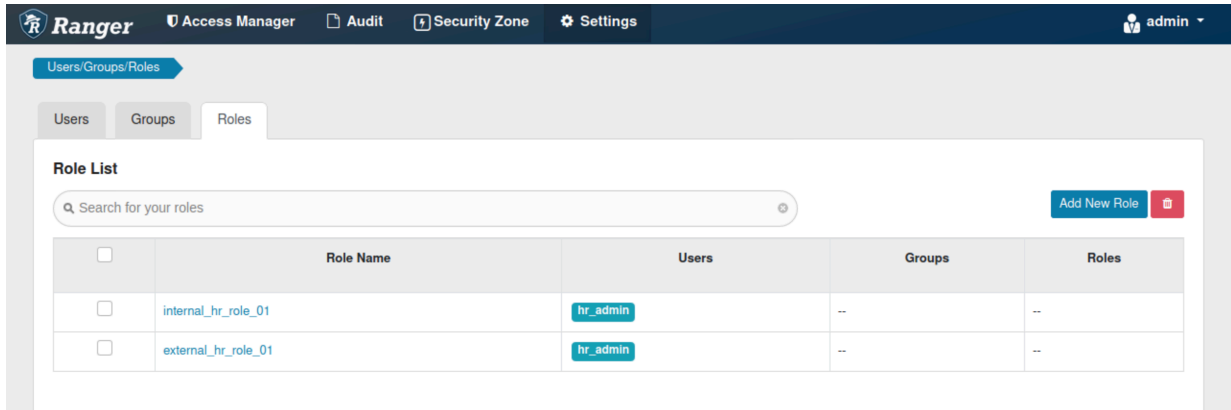 Ranger Access Manager Audit Security Zone Settings admin
Users/Groups/Roles
Users Groups Roles
Role List
Search for your roles Add New Role
Role Name Users Groups Roles
internal_hr_role_01 hr_admin -- --
external_hr_role_01 hr_admin -- --